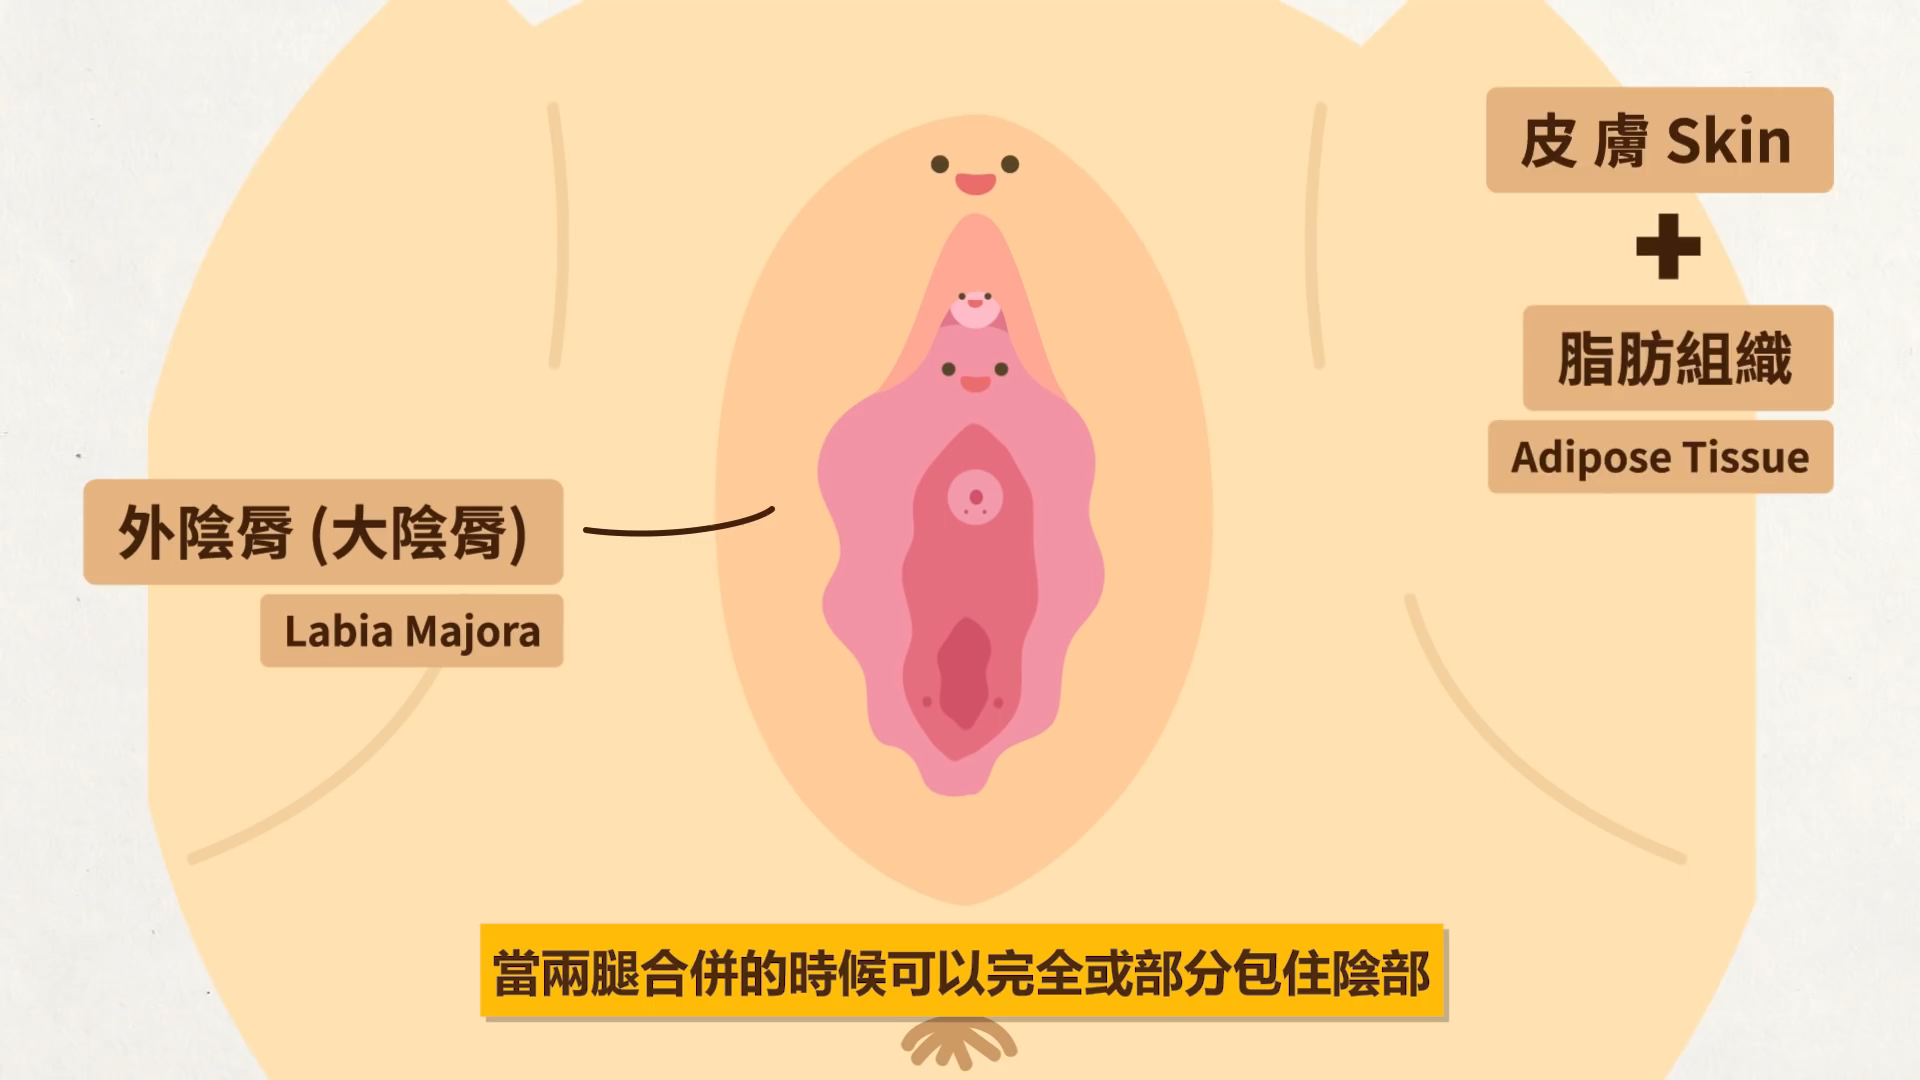 皮 膚 Skin
脂肪組織
Adipose Tissue
外陰唇 (大陰唇)
Labia Majora
當兩腿合併的時候可以完全或部分包住陰部